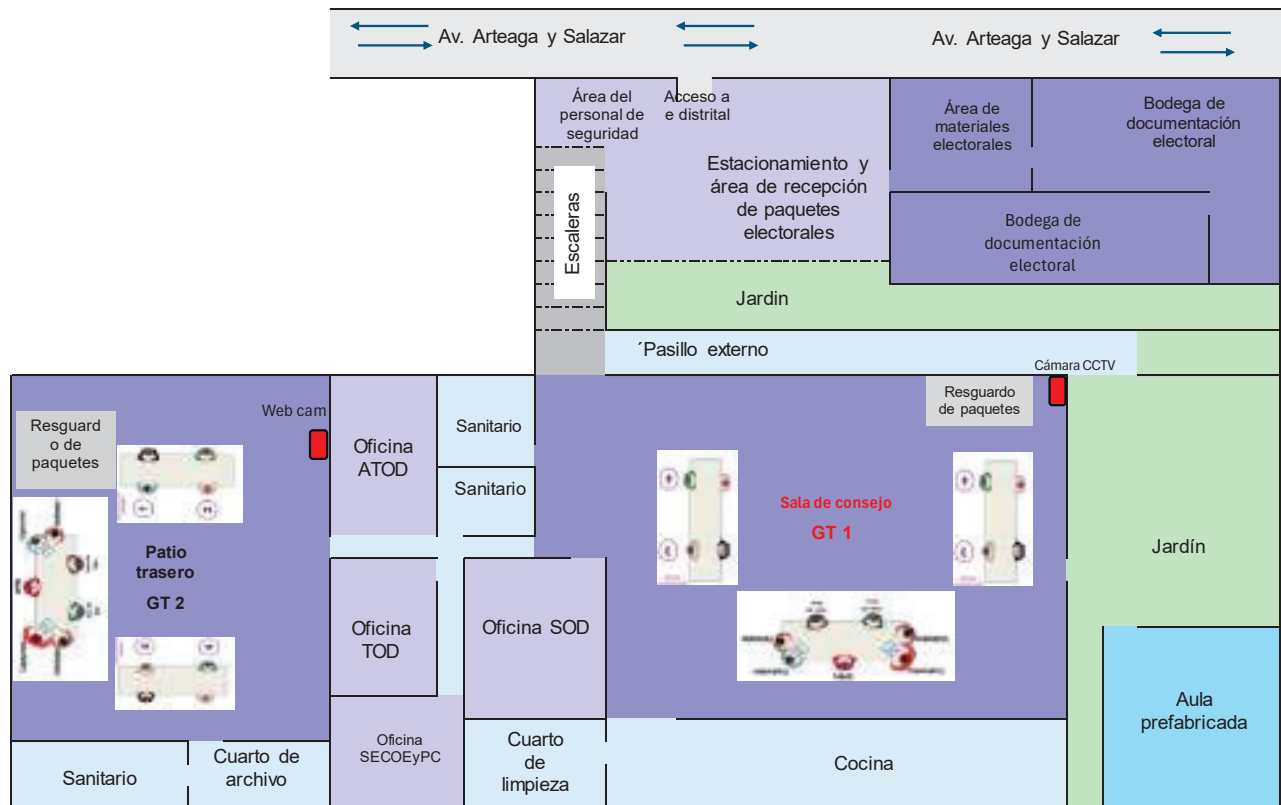 Av. Arteaga y Salazar
Av. Arteaga y Salazar
Área del
personal de
seguridad
Acceso a
e distrital
Área de
materiales
electorales
Bodega de
documentación
electoral
Estacionamiento y
área de recepción
de paquetes
electorales
Bodega de
documentación
electoral
Escaleras
Jardin
´Pasillo externo
Cámara CCTV
Resguardo
de paquetes
Web cam
Resguard
o de
paquetes
Oficina
ATOD
Sanitario
Sanitario
Sala de consejo
GT 1
Jardín
Patio
trasero
GT 2
Oficina
TOD
Oficina SOD
Aula
prefabricada
Oficina
SECOEyPC
Cuarto
de
limpieza
Cocina
Sanitario
Cuarto de
archivo